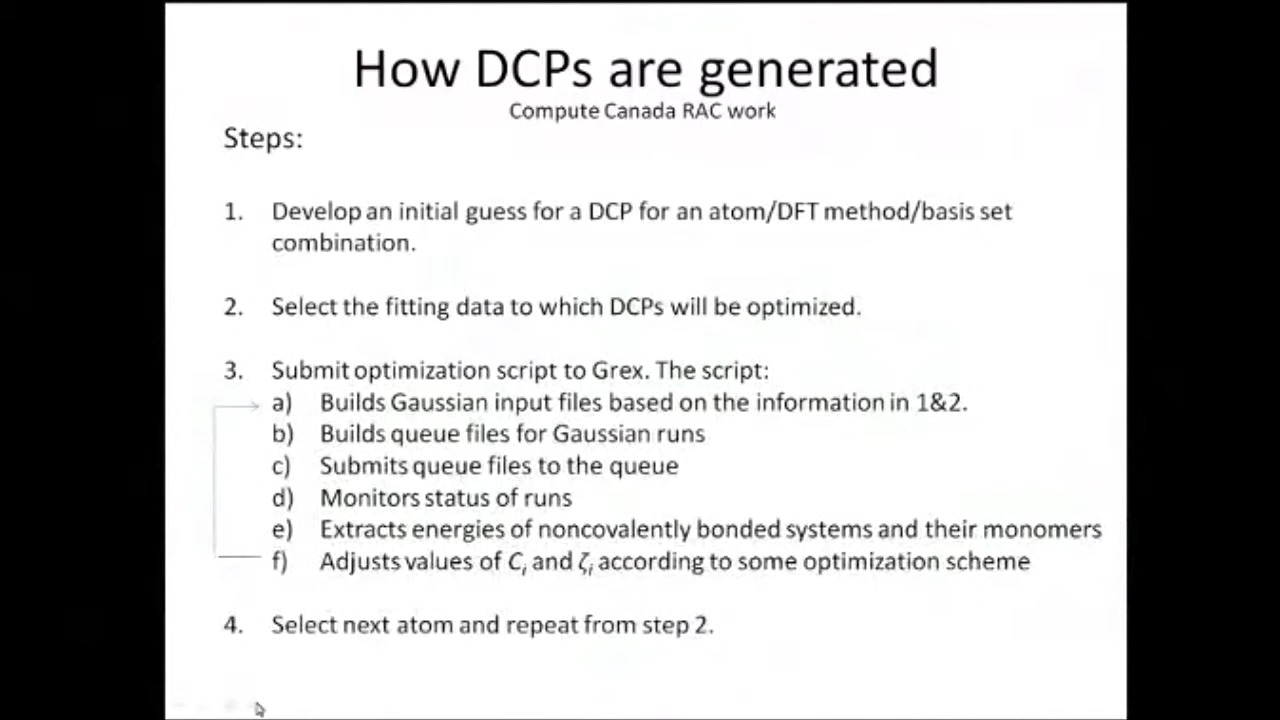 How DCPs are generated
Compute Canada RAC work
Steps:
1. Develop an initial guess for a DCP for an atom/DFT method/basis set
combination.
2. Select the fitting data to which DCPs will be optimized.
3. Submit optimization script to Grex. The script:
a) Builds Gaussian input files based on the information in 1&2.
b) Builds queue files for Gaussian runs
c) Submits queue files to the queue
d) Monitors status of runs
e) Extracts energies of noncovalently bonded systems and their monomers
f) Adjusts values of Cᵢ and ζᵢ according to some optimization scheme
4. Select next atom and repeat from step 2.